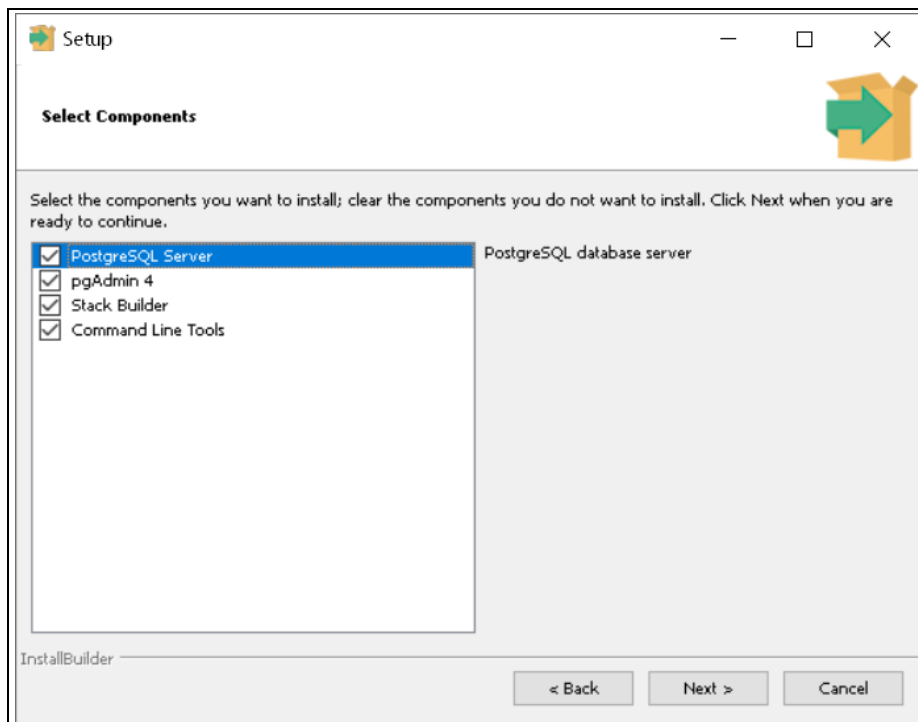 Setup
Select Components
Select the components you want to install; clear the components you do not want to install. Click Next when you are
ready to continue.
PostgreSQL Server
PostgreSQL database server
pgAdmin 4
Stack Builder
Command Line Tools
InstallBuilder
< Back
Next >
Cancel